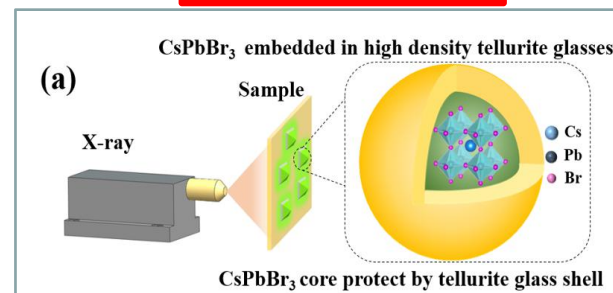 CsPbBr₃ embedded in high density tellurite glasses
(a)
Sample
X-ray
Cs
Pb
Br
CsPbBr₃ core protect by tellurite glass shell